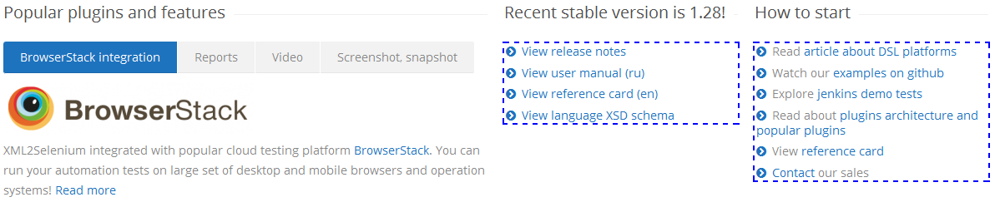 Popular plugins and features
BrowserStack integration
Reports
Video
Screenshot, snapshot
BrowserStack
XML2Selenium integrated with popular cloud testing platform BrowserStack. You can
run your automation tests on large set of desktop and mobile browsers and operation
systems! Read more
Recent stable version is 1.28!
View release notes
View user manual (ru)
View reference card (en)
View language XSD schema
How to start
Read article about DSL platforms
Watch our examples on github
Explore jenkins demo tests
Read about plugins architecture and
popular plugins
View reference card
Contact our sales